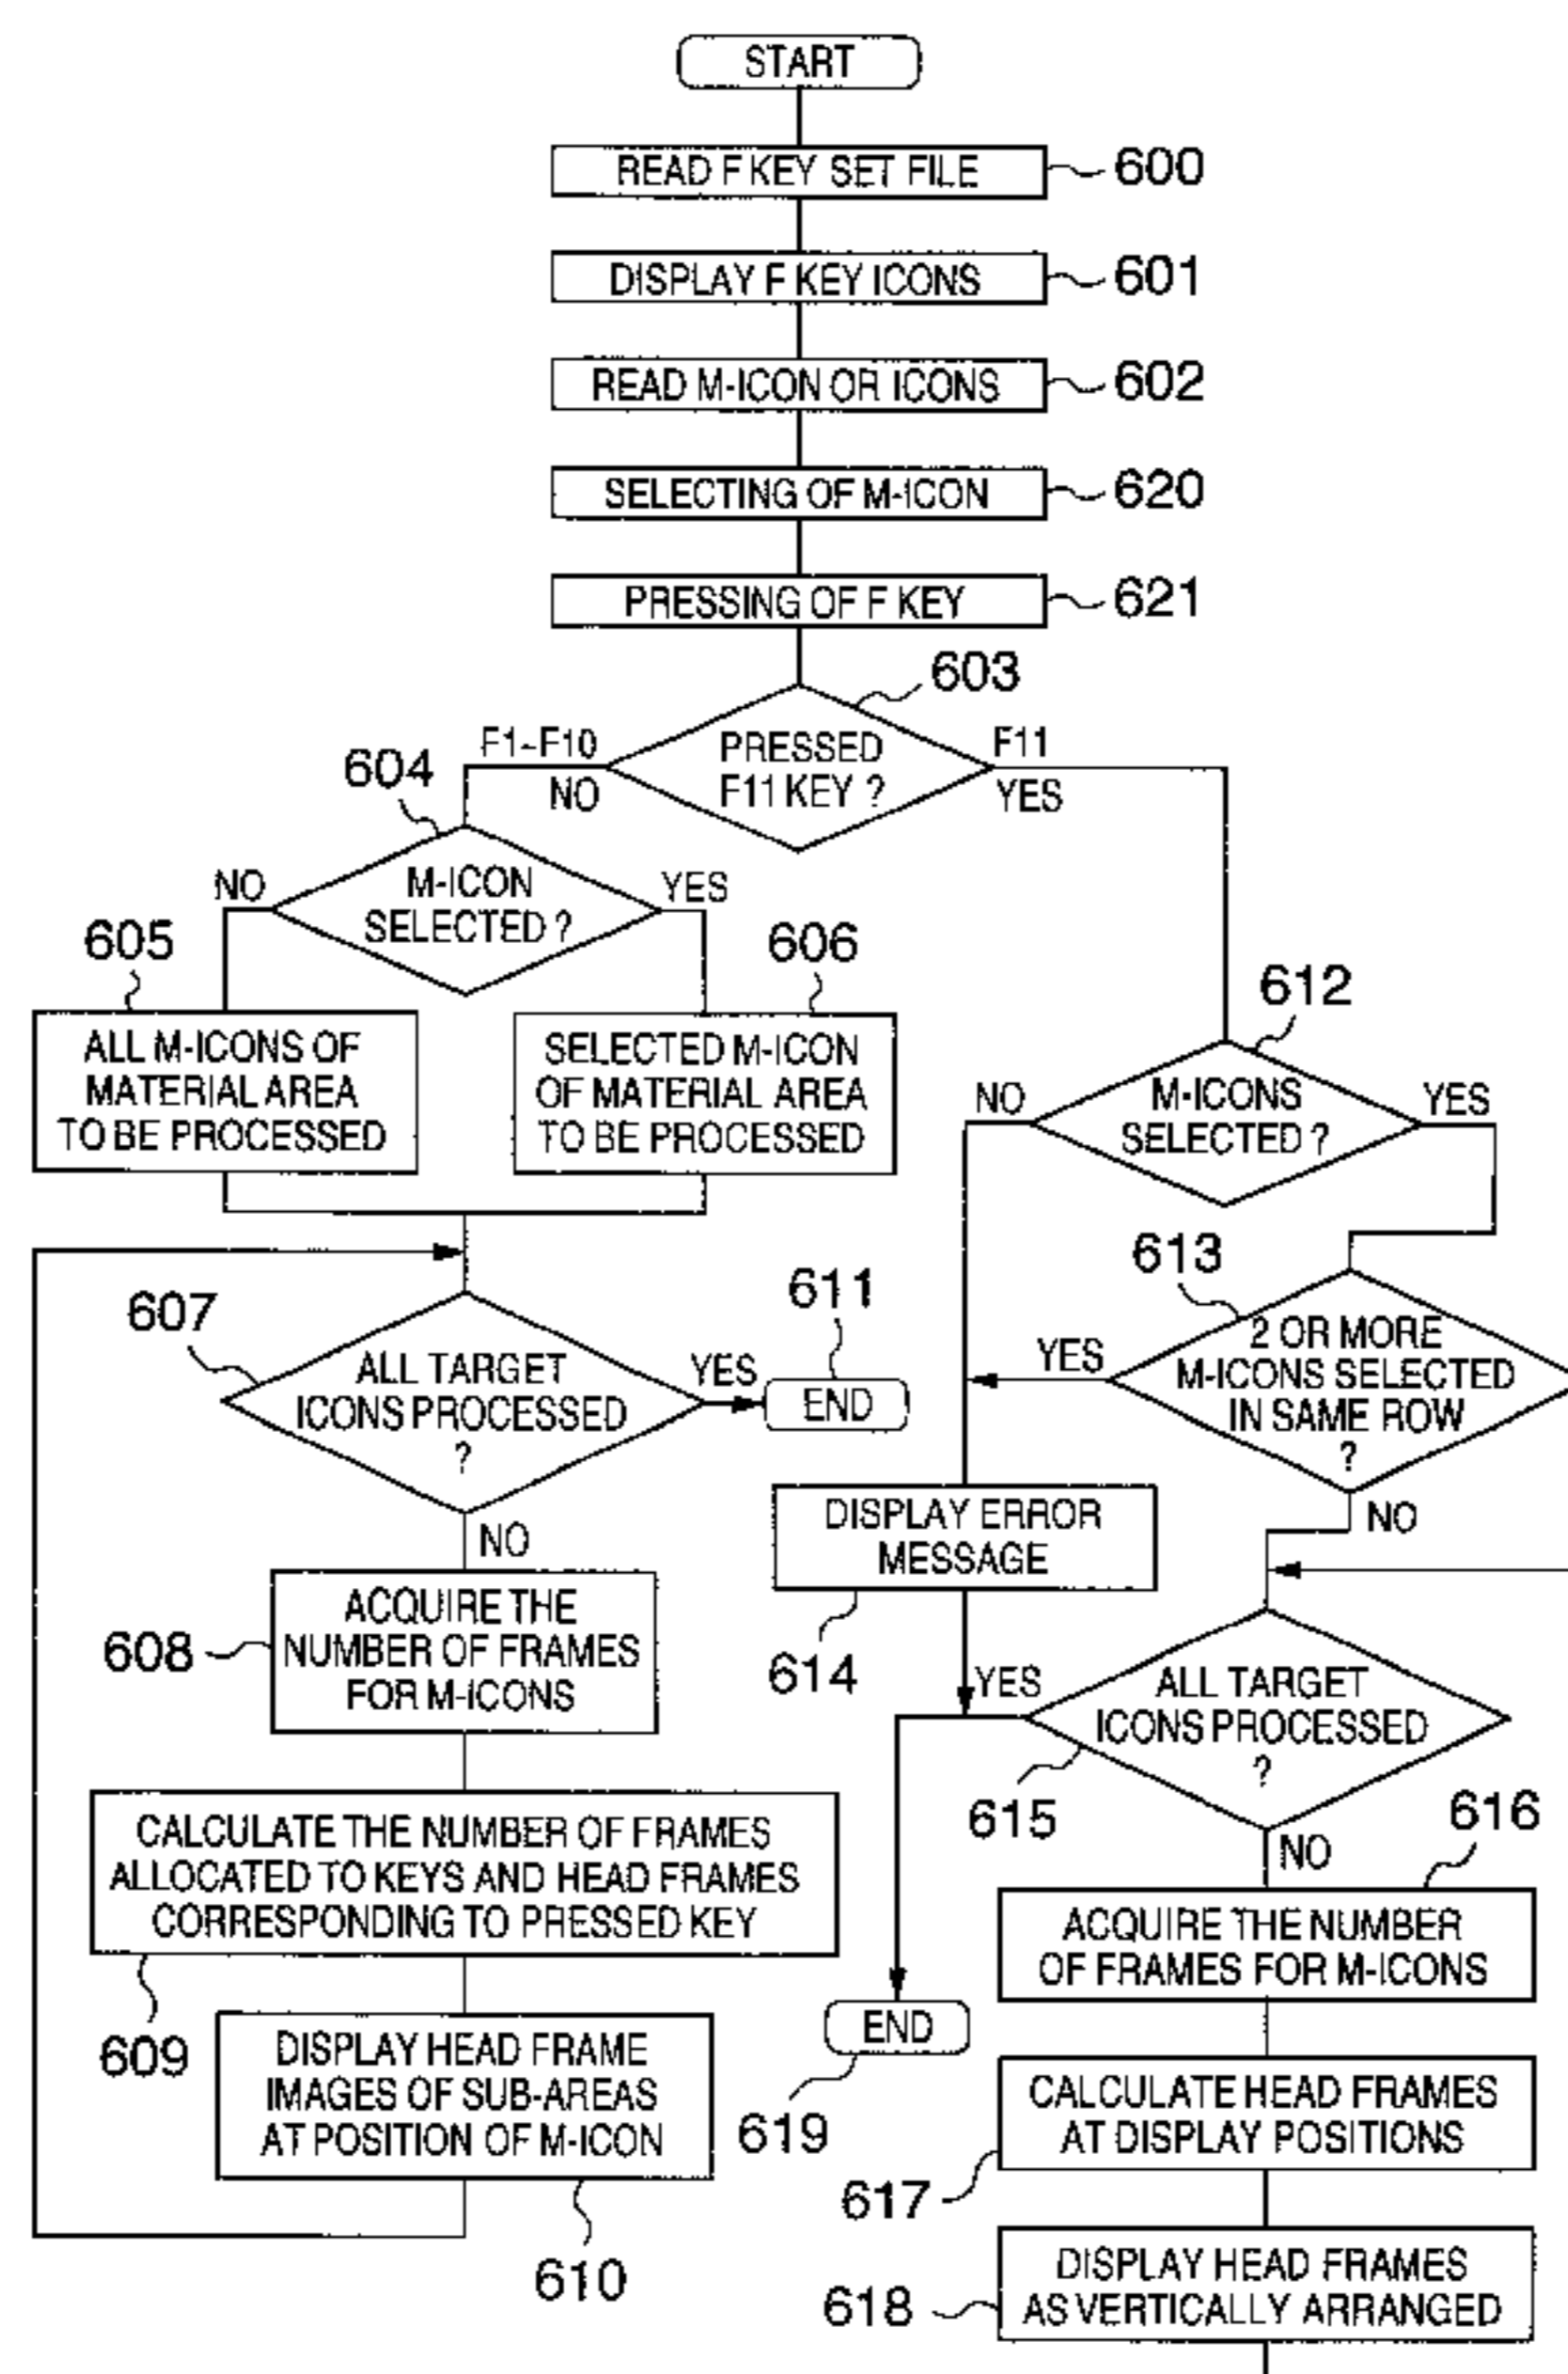 START
READ F KEY SET FILE
600
DISPLAY F KEY ICONS
601
READ M-ICON OR ICONS
602
SELECTING OF M-ICON
620
PRESSING OF F KEY
621
603
PRESSED
F11 KEY ?
F1~F10
NO
F11
YES
604
M-ICON
SELECTED ?
NO
YES
605
ALL M-ICONS OF
MATERIAL AREA
TO BE PROCESSED
606
SELECTED M-ICON
OF MATERIAL AREA
TO BE PROCESSED
612
M-ICONS
SELECTED ?
NO
YES
607
ALL TARGET
ICONS PROCESSED
?
YES
611
END
NO
613
2 OR MORE
M-ICONS SELECTED
IN SAME ROW
?
YES
NO
DISPLAY ERROR
MESSAGE
614
608
ACQUIRE THE
NUMBER OF FRAMES
FOR M-ICONS
YES
ALL TARGET
ICONS PROCESSED
?
615
NO
CALCULATE THE NUMBER OF FRAMES
ALLOCATED TO KEYS AND HEAD FRAMES
CORRESPONDING TO PRESSED KEY
609
616
ACQUIRE THE NUMBER
OF FRAMES FOR M-ICONS
DISPLAY HEAD FRAME
IMAGES OF SUB-AREAS
AT POSITION OF M-ICON
610
END
619
CALCULATE HEAD FRAMES
AT DISPLAY POSITIONS
617
DISPLAY HEAD FRAMES
AS VERTICALLY ARRANGED
618